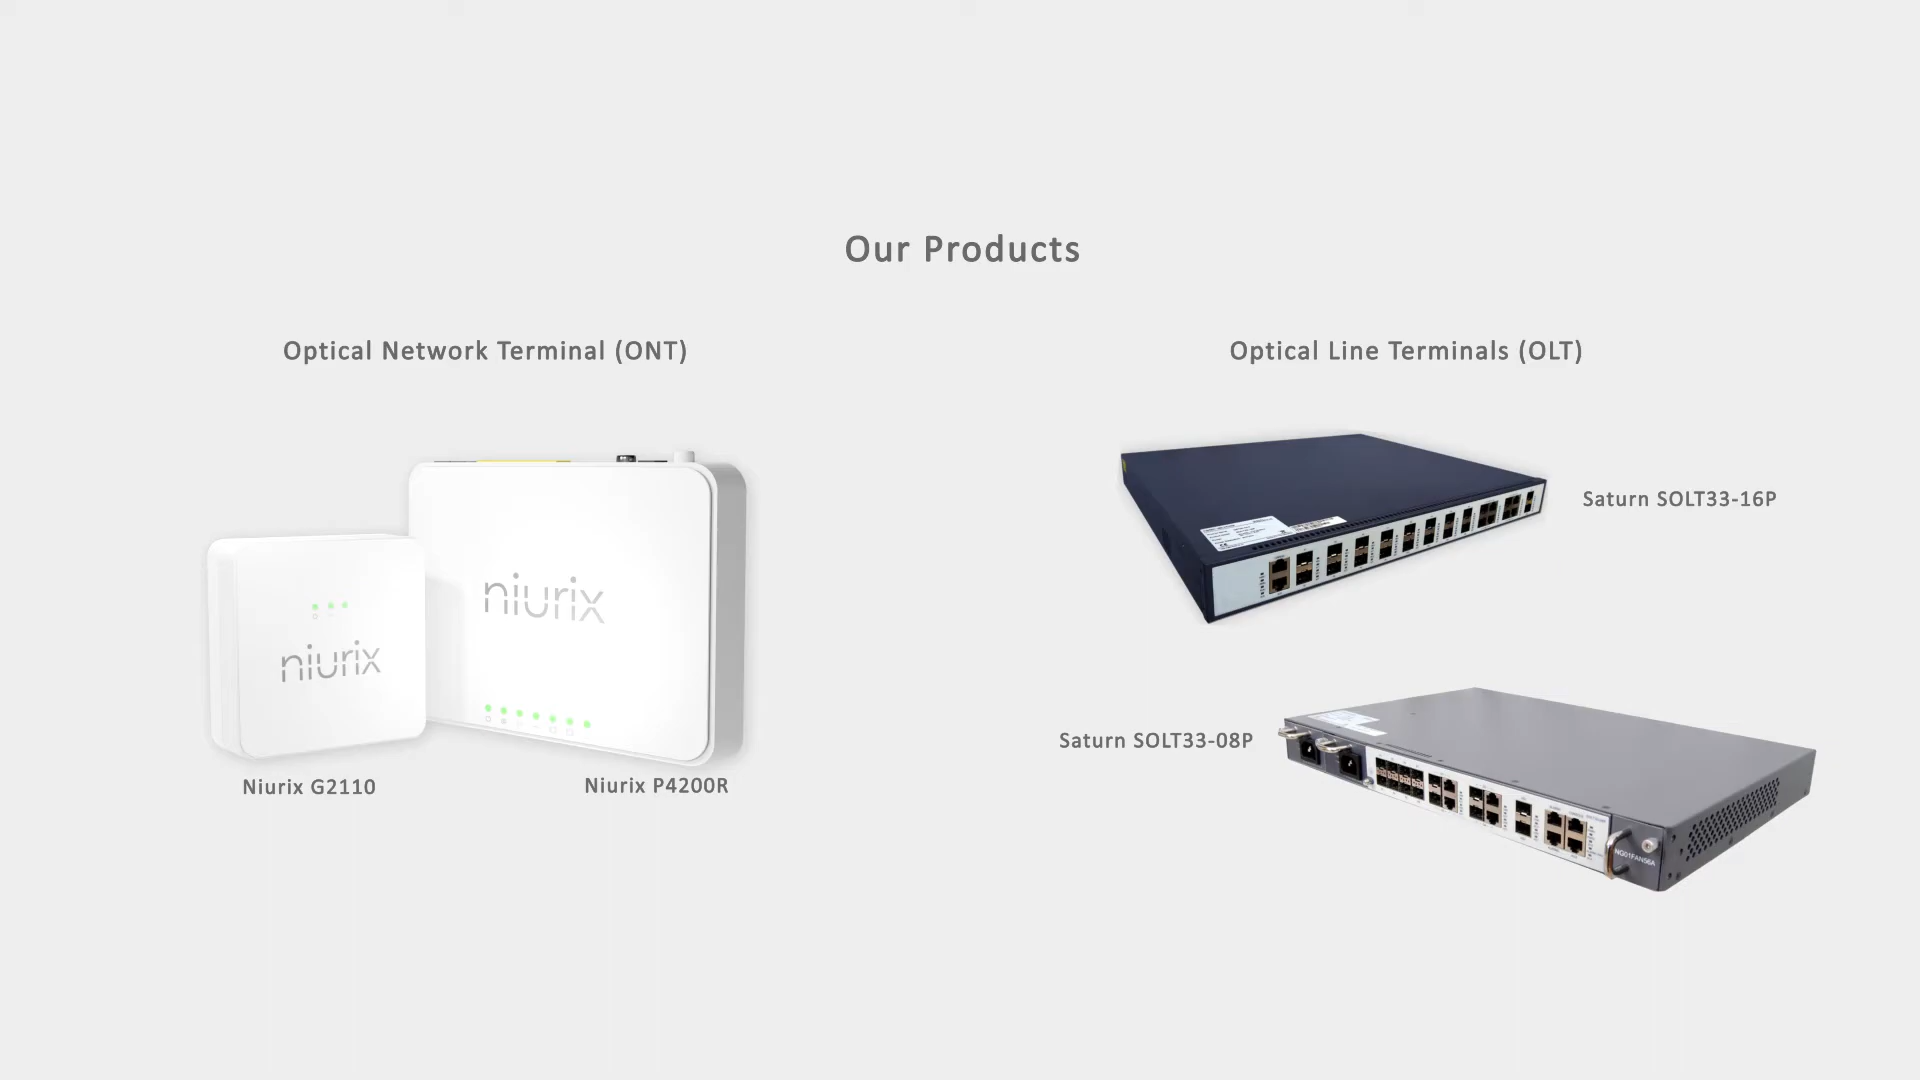 Our Products
Optical Network Terminal (ONT)
Optical Line Terminals (OLT)
Saturn SOLT33-16P
niurix
niurix
Saturn SOLT33-08P
Niurix G2110
Niurix P4200R
NG01FAN56A